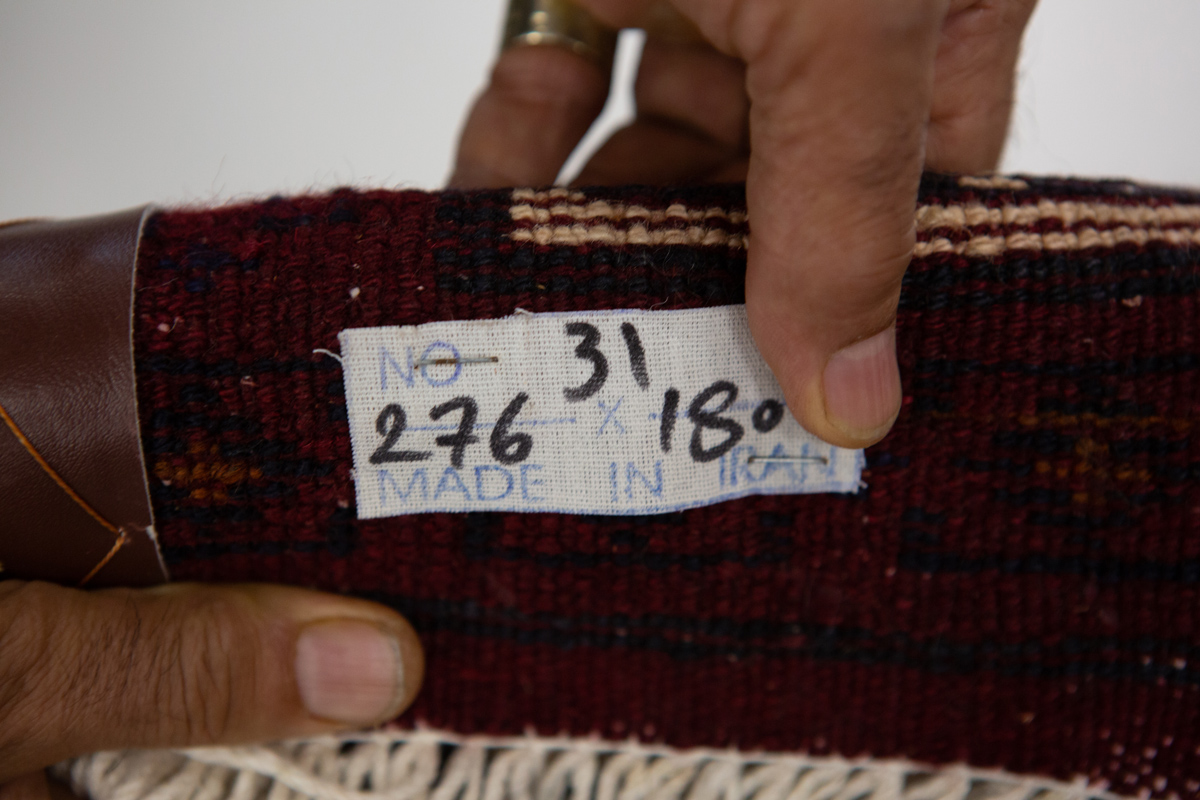 NO 31
276 x 180
MADE IN IRAN